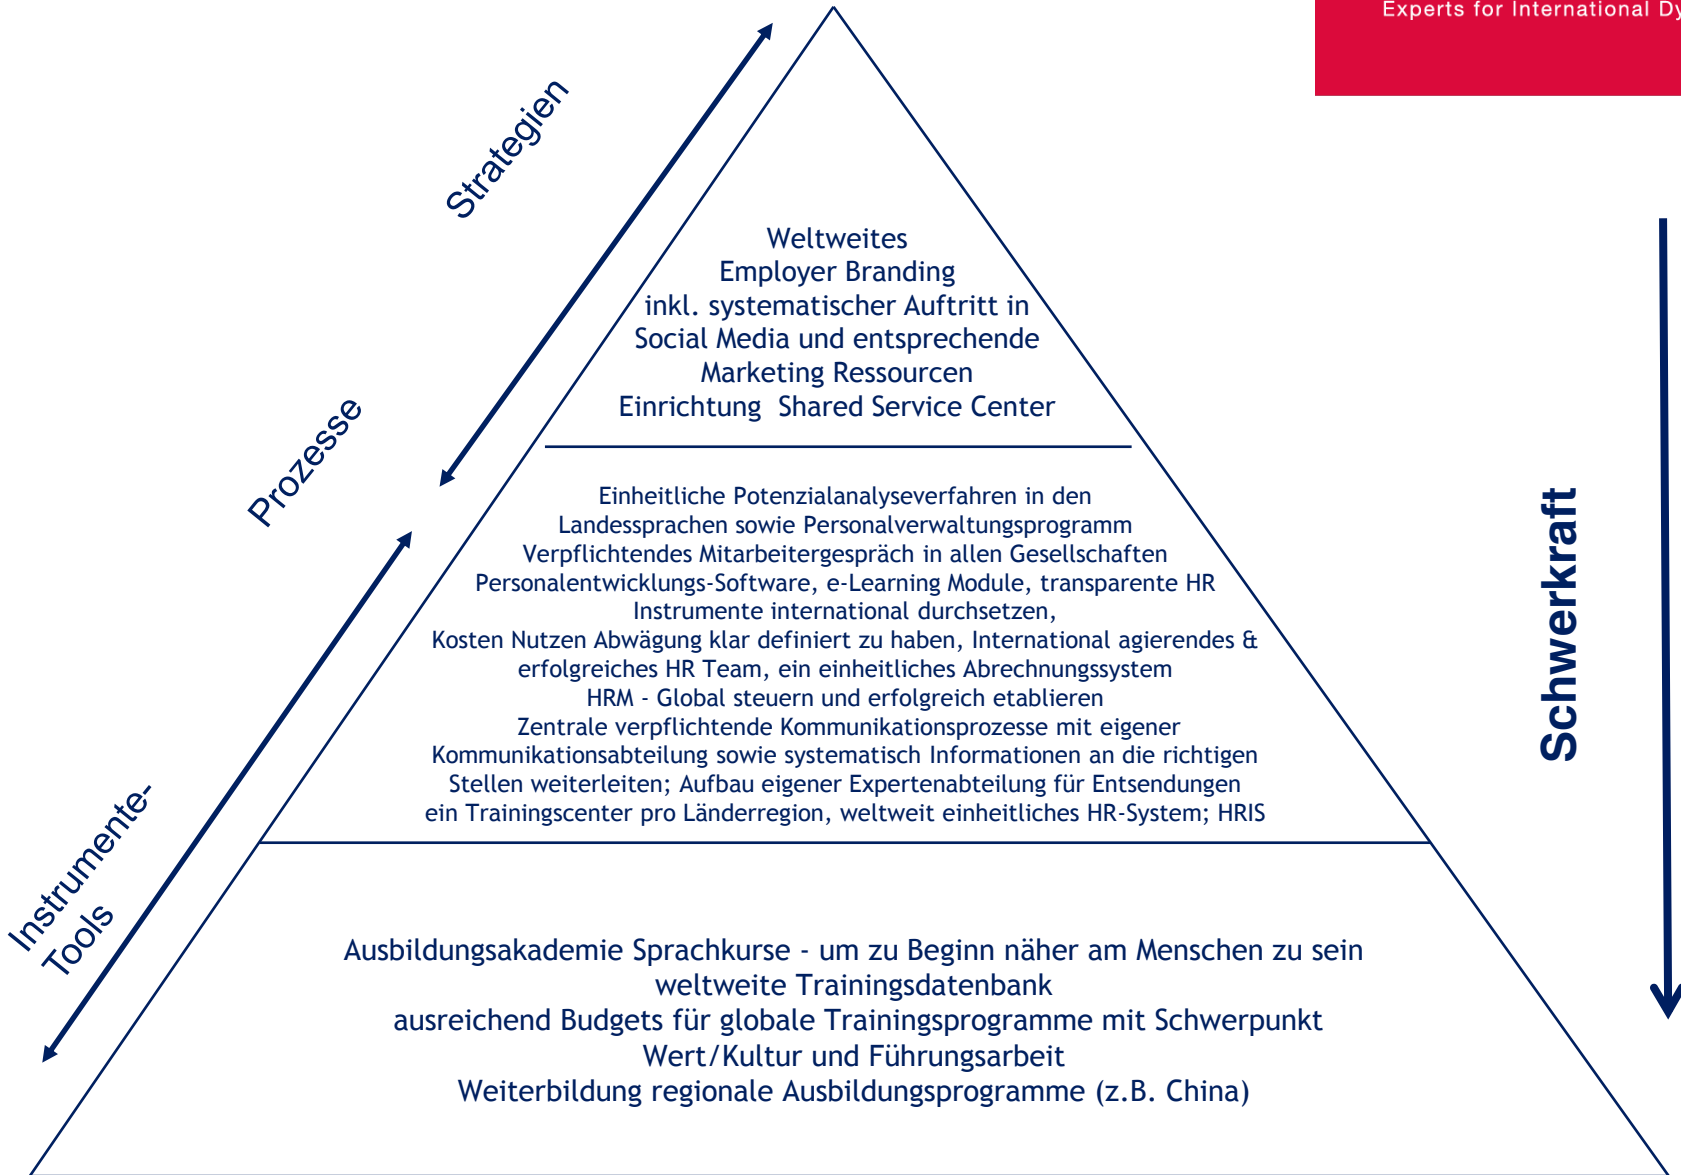 Experts for International
Strategien
Weltweites
Employer Branding
inkl. systematischer Auftritt in
Social Media und entsprechende
Marketing Ressourcen
Einrichtung Shared Service Center
Prozesse
Einheitliche Potenzialanalyseverfahren in den
Landessprachen sowie Personalverwaltungsprogramm
Verpflichtendes Mitarbeitergespräch in allen Gesellschaften
Personalentwicklungs-Software, e-Learning Module, transparente HR
Instrumente international durchsetzen,
Kosten Nutzen Abwägung klar definiert zu haben, International agierendes &
erfolgreiches HR Team, ein einheitliches Abrechnungssystem
HRM - Global steuern und erfolgreich etablieren
Zentrale verpflichtende Kommunikationsprozesse mit eigener
Kommunikationsabteilung sowie systematisch Informationen an die richtigen
Stellen weiterleiten; Aufbau eigener Expertenabteilung für Entsendungen
ein Trainingscenter pro Länderregion, weltweit einheitliches HR-System; HRIS
Schwerkraft
Instrumente-
Tools
Ausbildungsakademie Sprachkurse - um zu Beginn näher am Menschen zu sein
weltweite Trainingsdatenbank
ausreichend Budgets für globale Trainingsprogramme mit Schwerpunkt
Wert/Kultur und Führungsarbeit
Weiterbildung regionale Ausbildungsprogramme (z.B. China)